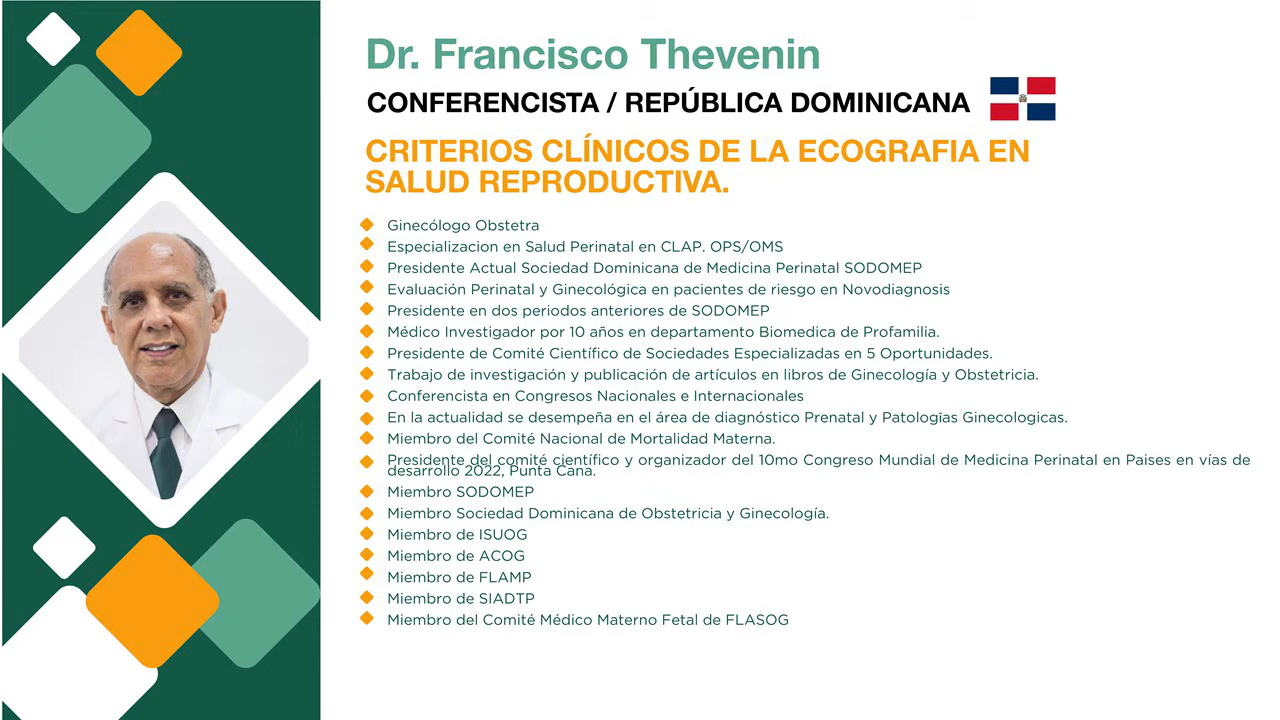 Dr. Francisco Thevenin
CONFERENCISTA / REPÚBLICA DOMINICANA
CRITERIOS CLÍNICOS DE LA ECOGRAFIA EN
SALUD REPRODUCTIVA.
Ginecólogo Obstetra
Especializacion en Salud Perinatal en CLAP. OPS/OMS
Presidente Actual Sociedad Dominicana de Medicina Perinatal SODOMEP
Evaluación Perinatal y Ginecológica en pacientes de riesgo en Novodiagnosis
Presidente en dos periodos anteriores de SODOMEP
Médico Investigador por 10 años en departamento Biomedica de Profamilia.
Presidente de Comité Científico de Sociedades Especializadas en 5 Oportunidades.
Trabajo de investigación y publicación de artículos en libros de Ginecología y Obstetricia.
Conferencista en Congresos Nacionales e Internacionales
En la actualidad se desempeña en el área de diagnóstico Prenatal y Patologías Ginecologicas.
Miembro del Comité Nacional de Mortalidad Materna.
Presidente del comité científico y organizador del 10mo Congreso Mundial de Medicina Perinatal en Paises en vías de
desarrollo 2022, Punta Cana.
Miembro SODOMEP
Miembro Sociedad Dominicana de Obstetricia y Ginecología.
Miembro de ISUOG
Miembro de ACOG
Miembro de FLAMP
Miembro de SIADTP
Miembro del Comité Médico Materno Fetal de FLASOG